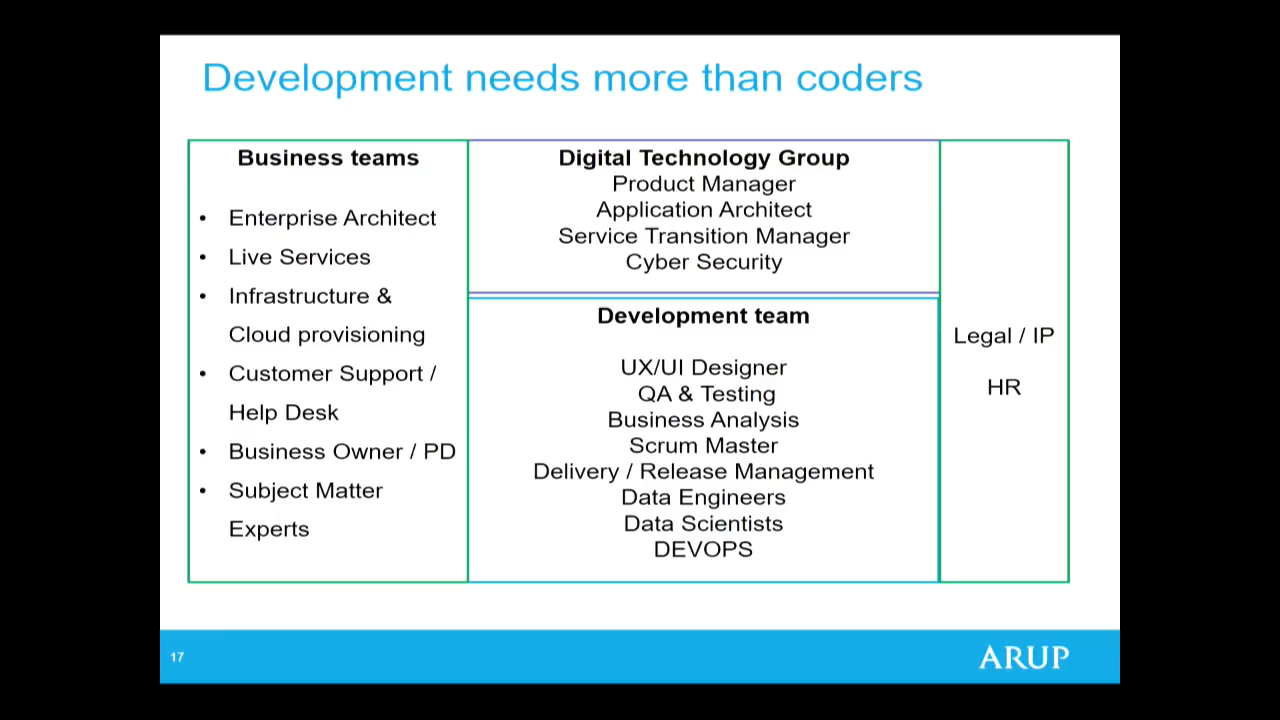 Development needs more than coders
Business teams
• Enterprise Architect
• Live Services
• Infrastructure &
Cloud provisioning
• Customer Support /
Help Desk
• Business Owner / PD
• Subject Matter
Experts
Digital Technology Group
Product Manager
Application Architect
Service Transition Manager
Cyber Security
Development team
UX/UI Designer
QA & Testing
Business Analysis
Scrum Master
Delivery / Release Management
Data Engineers
Data Scientists
DEVOPS
Legal / IP
HR
17
ARUP